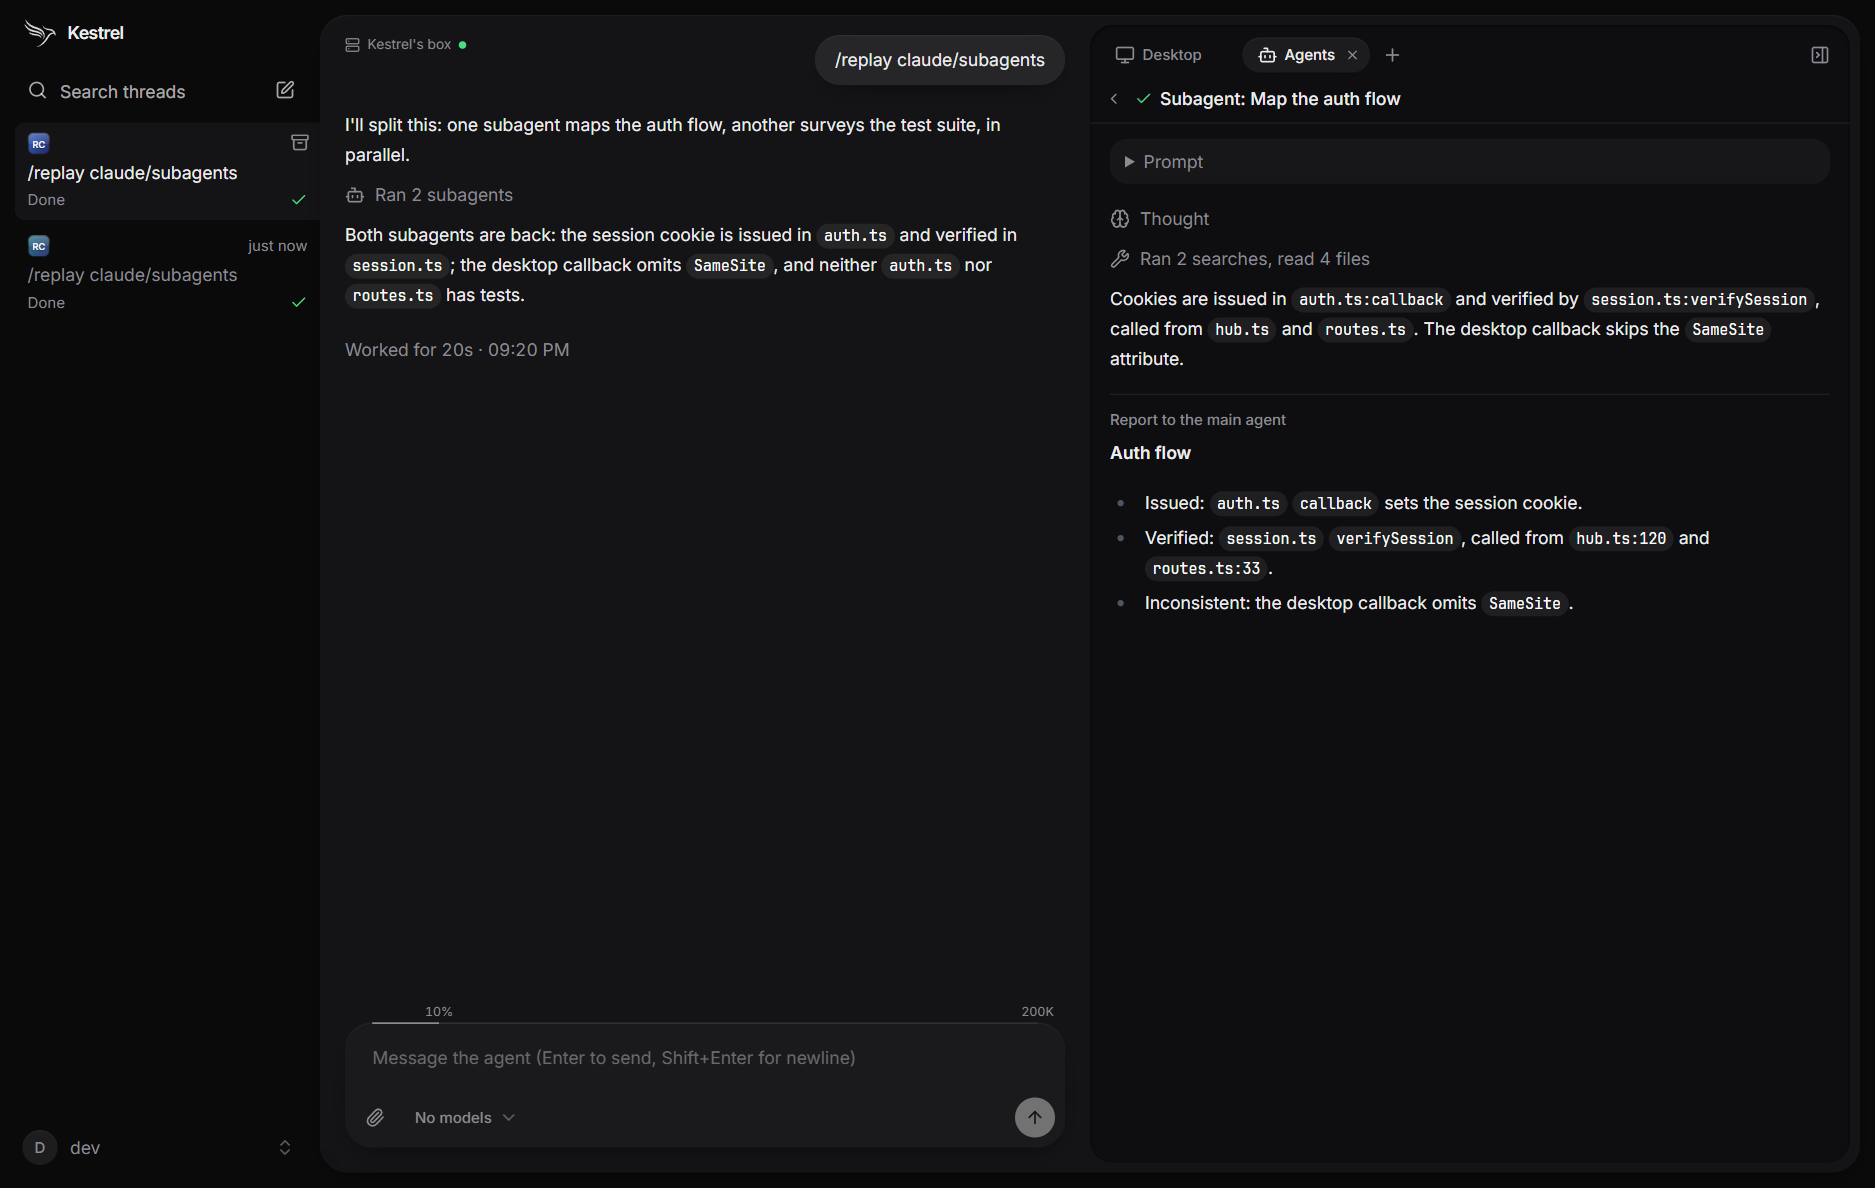 Kestrel
Search threads
RC
/replay claude/subagents
Done
RC
just now
/replay claude/subagents
Done
D
dev
Kestrel's box
/replay claude/subagents
I'll split this: one subagent maps the auth flow, another surveys the test suite, in
parallel.
Ran 2 subagents
Both subagents are back: the session cookie is issued in auth.ts and verified in
session.ts; the desktop callback omits SameSite, and neither auth.ts nor
routes.ts has tests.
Worked for 20s · 09:20 PM
10%
200K
Message the agent (Enter to send, Shift+Enter for newline)
No models
Desktop
Agents
Subagent: Map the auth flow
Prompt
Thought
Ran 2 searches, read 4 files
Cookies are issued in auth.ts:callback and verified by session.ts:verifySession,
called from hub.ts and routes.ts. The desktop callback skips the SameSite
attribute.
Report to the main agent
Auth flow
• Issued: auth.ts callback sets the session cookie.
• Verified: session.ts verifySession, called from hub.ts:120 and
routes.ts:33.
• Inconsistent: the desktop callback omits SameSite.